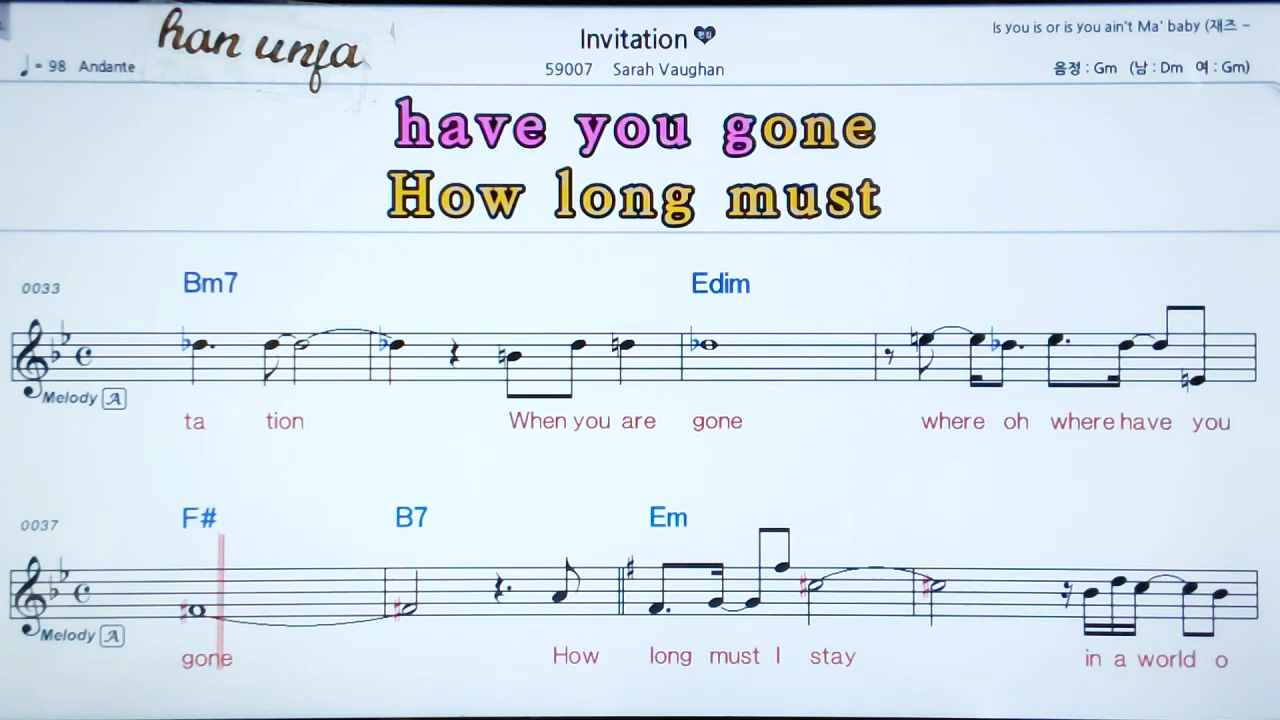 han unfa
Invitation 편집
Is you is or is you ain't Ma' baby (재즈 ~
♩ = 98 Andante
59007 Sarah Vaughan
음정 : Gm (남 : Dm 여 : Gm)
have you gone
How long must
0033
Bm7 Edim
Melody A
ta tion When you are gone where oh where have you
0037
F# B7 Em
Melody A
gone How long must I stay in a world o